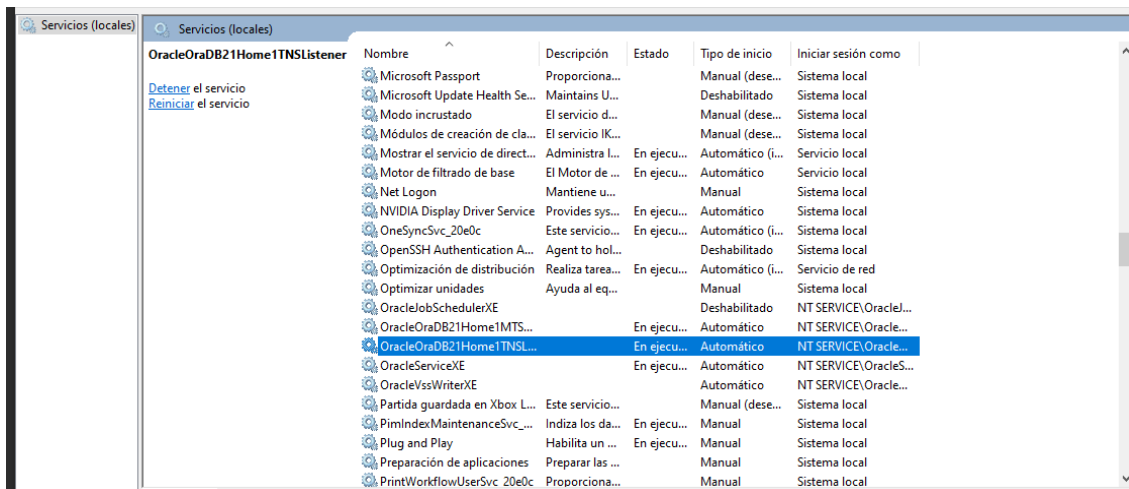 Servicios (locales)
Servicios (locales)
OracleOraDB21Home1TNSListener
Detener el servicio
Reiniciar el servicio
Nombre Descripción Estado Tipo de inicio Iniciar sesión como
Microsoft Passport Proporciona... Manual (dese... Sistema local
Microsoft Update Health Se... Maintains U... Deshabilitado Sistema local
Modo incrustado El servicio d... Manual (dese... Sistema local
Módulos de creación de cla... El servicio IK... Manual (dese... Sistema local
Mostrar el servicio de direct... Administra l... En ejecu... Automático (i... Servicio local
Motor de filtrado de base El Motor de ... En ejecu... Automático Servicio local
Net Logon Mantiene u... Manual Sistema local
NVIDIA Display Driver Service Provides sys... En ejecu... Automático Sistema local
OneSyncSvc_20e0c Este servicio... En ejecu... Automático (i... Sistema local
OpenSSH Authentication A... Agent to hol... Deshabilitado Sistema local
Optimización de distribución Realiza tarea... En ejecu... Automático (i... Servicio de red
Optimizar unidades Ayuda al eq... Manual Sistema local
OracleJobSchedulerXE Deshabilitado NT SERVICE\OracleJ...
OracleOraDB21Home1MTS... En ejecu... Automático NT SERVICE\Oracle...
OracleOraDB21Home1TNSL... En ejecu... Automático NT SERVICE\Oracle...
OracleServiceXE En ejecu... Automático NT SERVICE\OracleS...
OracleVssWriterXE Automático NT SERVICE\Oracle...
Partida guardada en Xbox L... Este servicio... Manual (dese... Sistema local
PimIndexMaintenanceSvc_... Indiza los da... En ejecu... Manual Sistema local
Plug and Play Habilita un ... En ejecu... Manual Sistema local
Preparación de aplicaciones Preparar las ... Manual Sistema local
PrintWorkflowUserSvc_20e0c Proporciona... Manual Sistema local